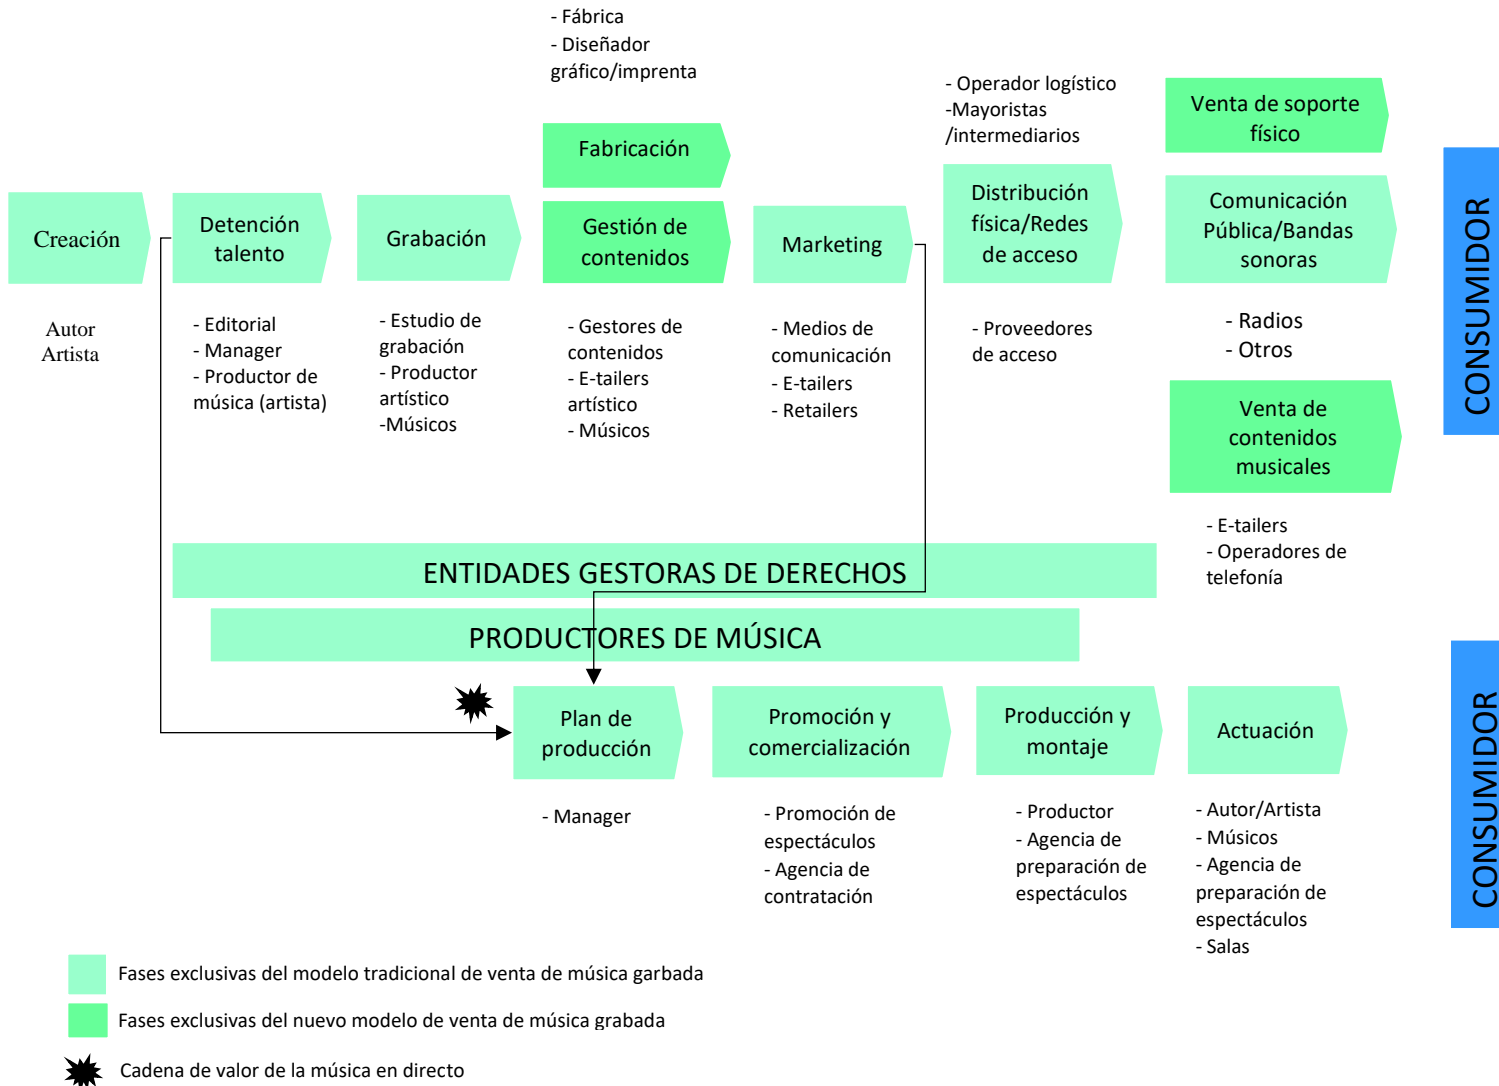 - Fábrica
- Diseñador
gráfico/imprenta
- Operador logístico
-Mayoristas
/intermediarios
Venta de soporte
físico
Fabricación
Creación
Detención
talento
Grabación
Gestión de
contenidos
Marketing
Distribución
física/Redes
de acceso
Comunicación
Pública/Bandas
sonoras
CONSUMIDOR
Autor
Artista
- Editorial
- Manager
- Productor de
música (artista)
- Estudio de
grabación
- Productor
artístico
-Músicos
- Gestores de
contenidos
- E-tailers
artístico
- Músicos
- Medios de
comunicación
- E-tailers
- Retailers
- Proveedores
de acceso
- Radios
- Otros
Venta de
contenidos
musicales
- E-tailers
- Operadores de
telefonía
ENTIDADES GESTORAS DE DERECHOS
PRODUCTORES DE MÚSICA
Plan de
producción
Promoción y
comercialización
Producción y
montaje
Actuación
CONSUMIDOR
- Manager
- Promoción de
espectáculos
- Agencia de
contratación
- Productor
- Agencia de
preparación de
espectáculos
- Autor/Artista
- Músicos
- Agencia de
preparación de
espectáculos
- Salas
Fases exclusivas del modelo tradicional de venta de música garbada
Fases exclusivas del nuevo modelo de venta de música grabada
Cadena de valor de la música en directo